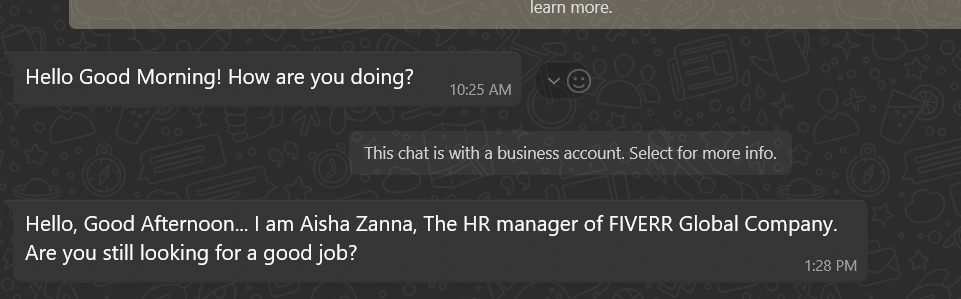 learn more.
Hello Good Morning! How are you doing?
10:25 AM
This chat is with a business account. Select for more info.
Hello, Good Afternoon... I am Aisha Zanna, The HR manager of FIVERR Global Company.
Are you still looking for a good job?
1:28 PM